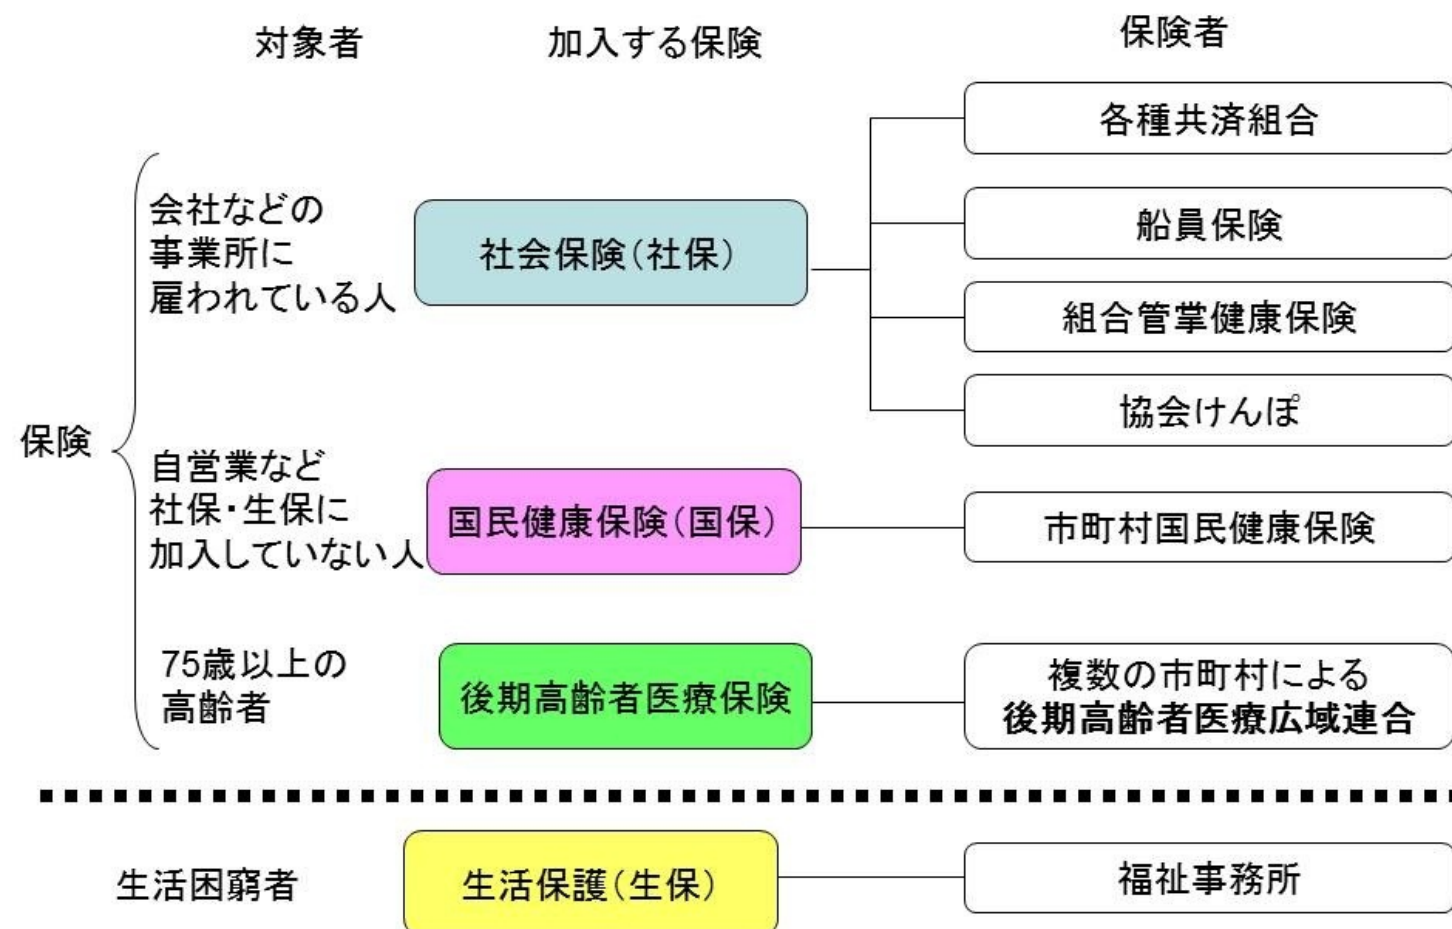 対象者
加入する保険
保険者
保険
会社などの
事業所に
雇われている人
社会保険（社保）
各種共済組合
船員保険
組合管掌健康保険
協会けんぽ
自営業など
社保・生保に
加入していない人
国民健康保険（国保）
市町村国民健康保険
75歳以上の
高齢者
後期高齢者医療保険
複数の市町村による
後期高齢者医療広域連合
生活困窮者
生活保護（生保）
福祉事務所